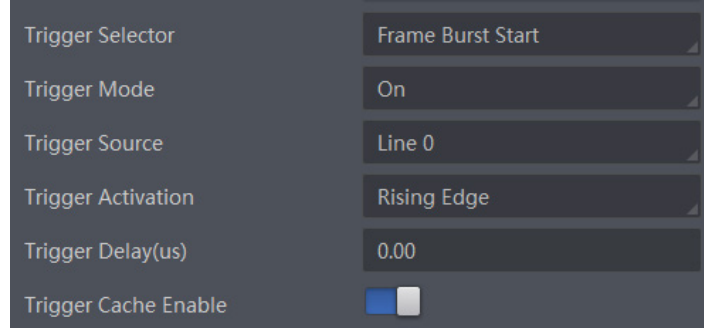 Trigger Selector Frame Burst Start
Trigger Mode On
Trigger Source Line 0
Trigger Activation Rising Edge
Trigger Delay(us) 0.00
Trigger Cache Enable